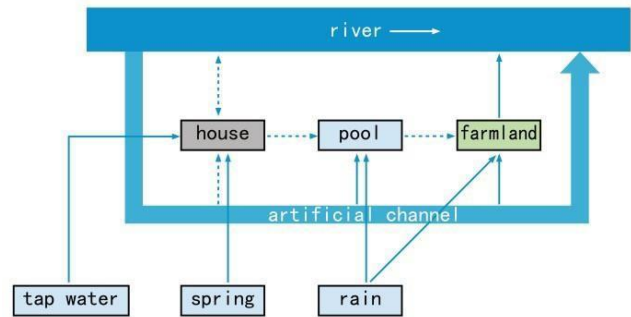 river
house
pool
farmland
artificial channel
tap water
spring
rain